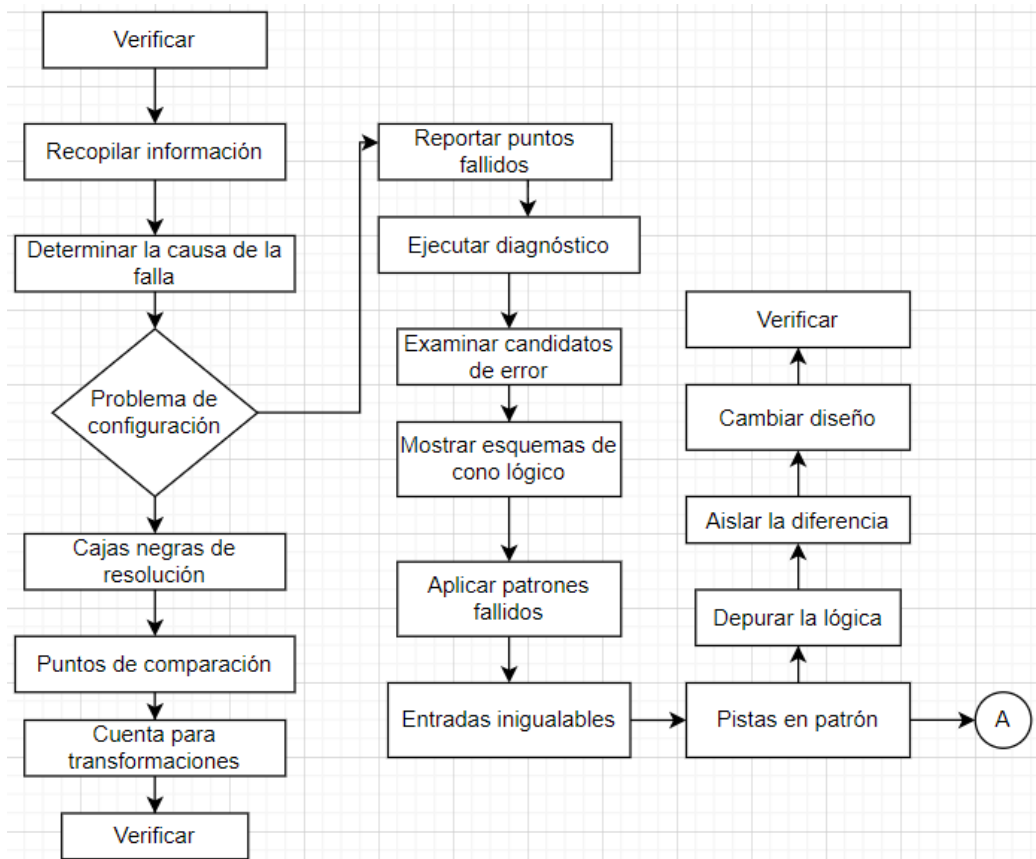 Verificar
Recopilar información
Determinar la causa de la
falla
Problema de
configuración
Cajas negras de
resolución
Puntos de comparación
Cuenta para
transformaciones
Verificar
Reportar puntos
fallidos
Ejecutar diagnóstico
Examinar candidatos
de error
Mostrar esquemas de
cono lógico
Aplicar patrones
fallidos
Entradas inigualables
Pistas en patrón
A
Depurar la lógica
Aislar la diferencia
Cambiar diseño
Verificar